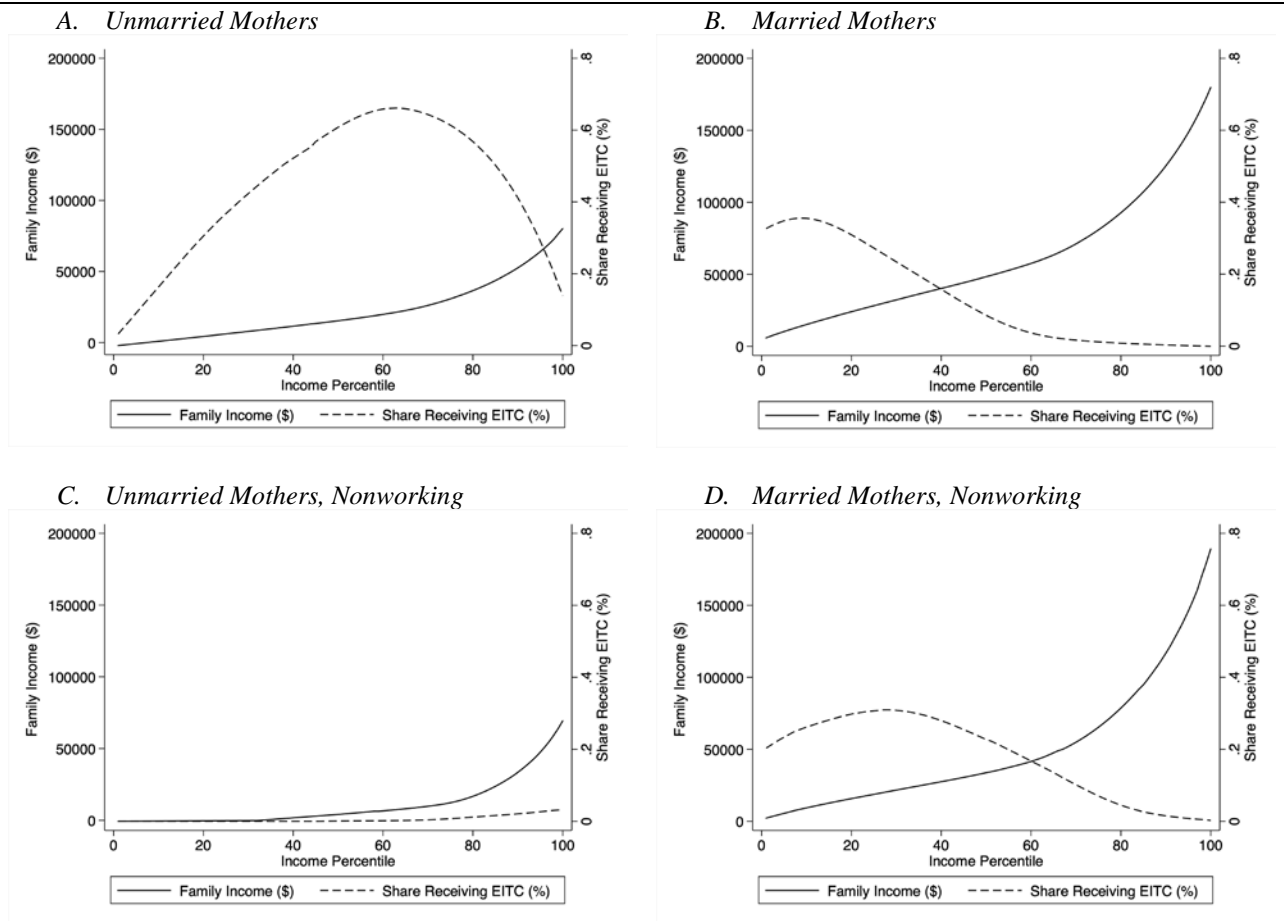 A. Unmarried Mothers
200000
150000
100000
50000
0
Family Income ($)
.8
.6
.4
.2
0
Share Receiving EITC (%)
0 20 40 60 80 100
Income Percentile
Family Income ($) Share Receiving EITC (%)
B. Married Mothers
200000
150000
100000
50000
0
Family Income ($)
.8
.6
.4
.2
0
Share Receiving EITC (%)
0 20 40 60 80 100
Income Percentile
Family Income ($) Share Receiving EITC (%)
C. Unmarried Mothers, Nonworking
200000
150000
100000
50000
0
Family Income ($)
.8
.6
.4
.2
0
Share Receiving EITC (%)
0 20 40 60 80 100
Income Percentile
Family Income ($) Share Receiving EITC (%)
D. Married Mothers, Nonworking
200000
150000
100000
50000
0
Family Income ($)
.8
.6
.4
.2
0
Share Receiving EITC (%)
0 20 40 60 80 100
Income Percentile
Family Income ($) Share Receiving EITC (%)